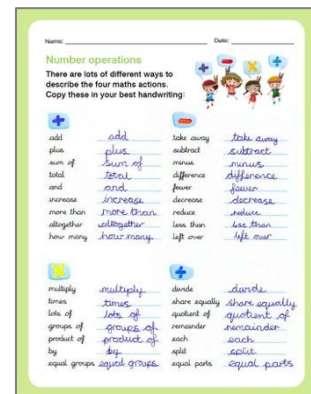 Name: Date:
Number operations
There are lots of different ways to
describe the four maths actions.
Copy these in your best handwriting:
+ - x ÷
+
add add
plus plus
sum of sum of
total total
and and
increase increase
more than more than
altogether altogether
how many how many
-
take away take away
subtract subtract
minus minus
difference difference
fewer fewer
decrease decrease
reduce reduce
less than less than
left over left over
x
multiply multiply
times times
lots of lots of
groups of groups of
product of product of
by by
equal groups equal groups
÷
divide divide
share equally share equally
quotient of quotient of
remainder remainder
each each
split split
equal parts equal parts